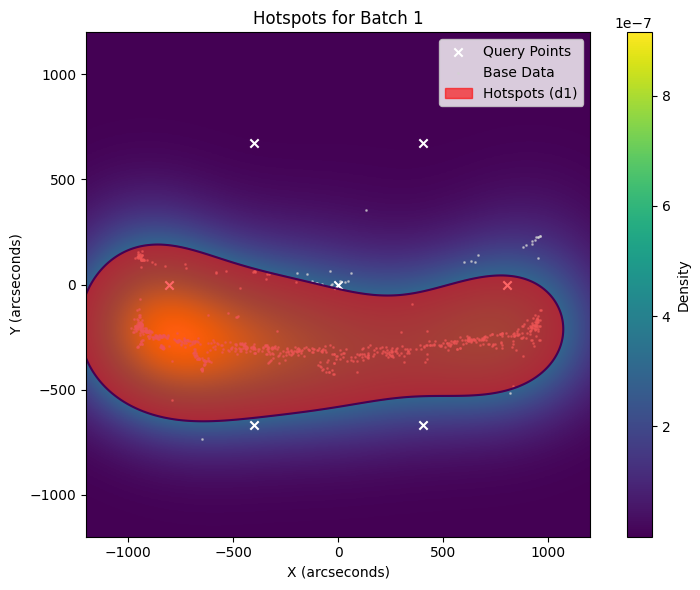 Hotspots for Batch 1
1e−7
Query Points
Base Data
Hotspots (d1)
1000
500
0
−500
−1000
Y (arcseconds)
−1000
−500
0
500
1000
X (arcseconds)
8
6
4
2
Density